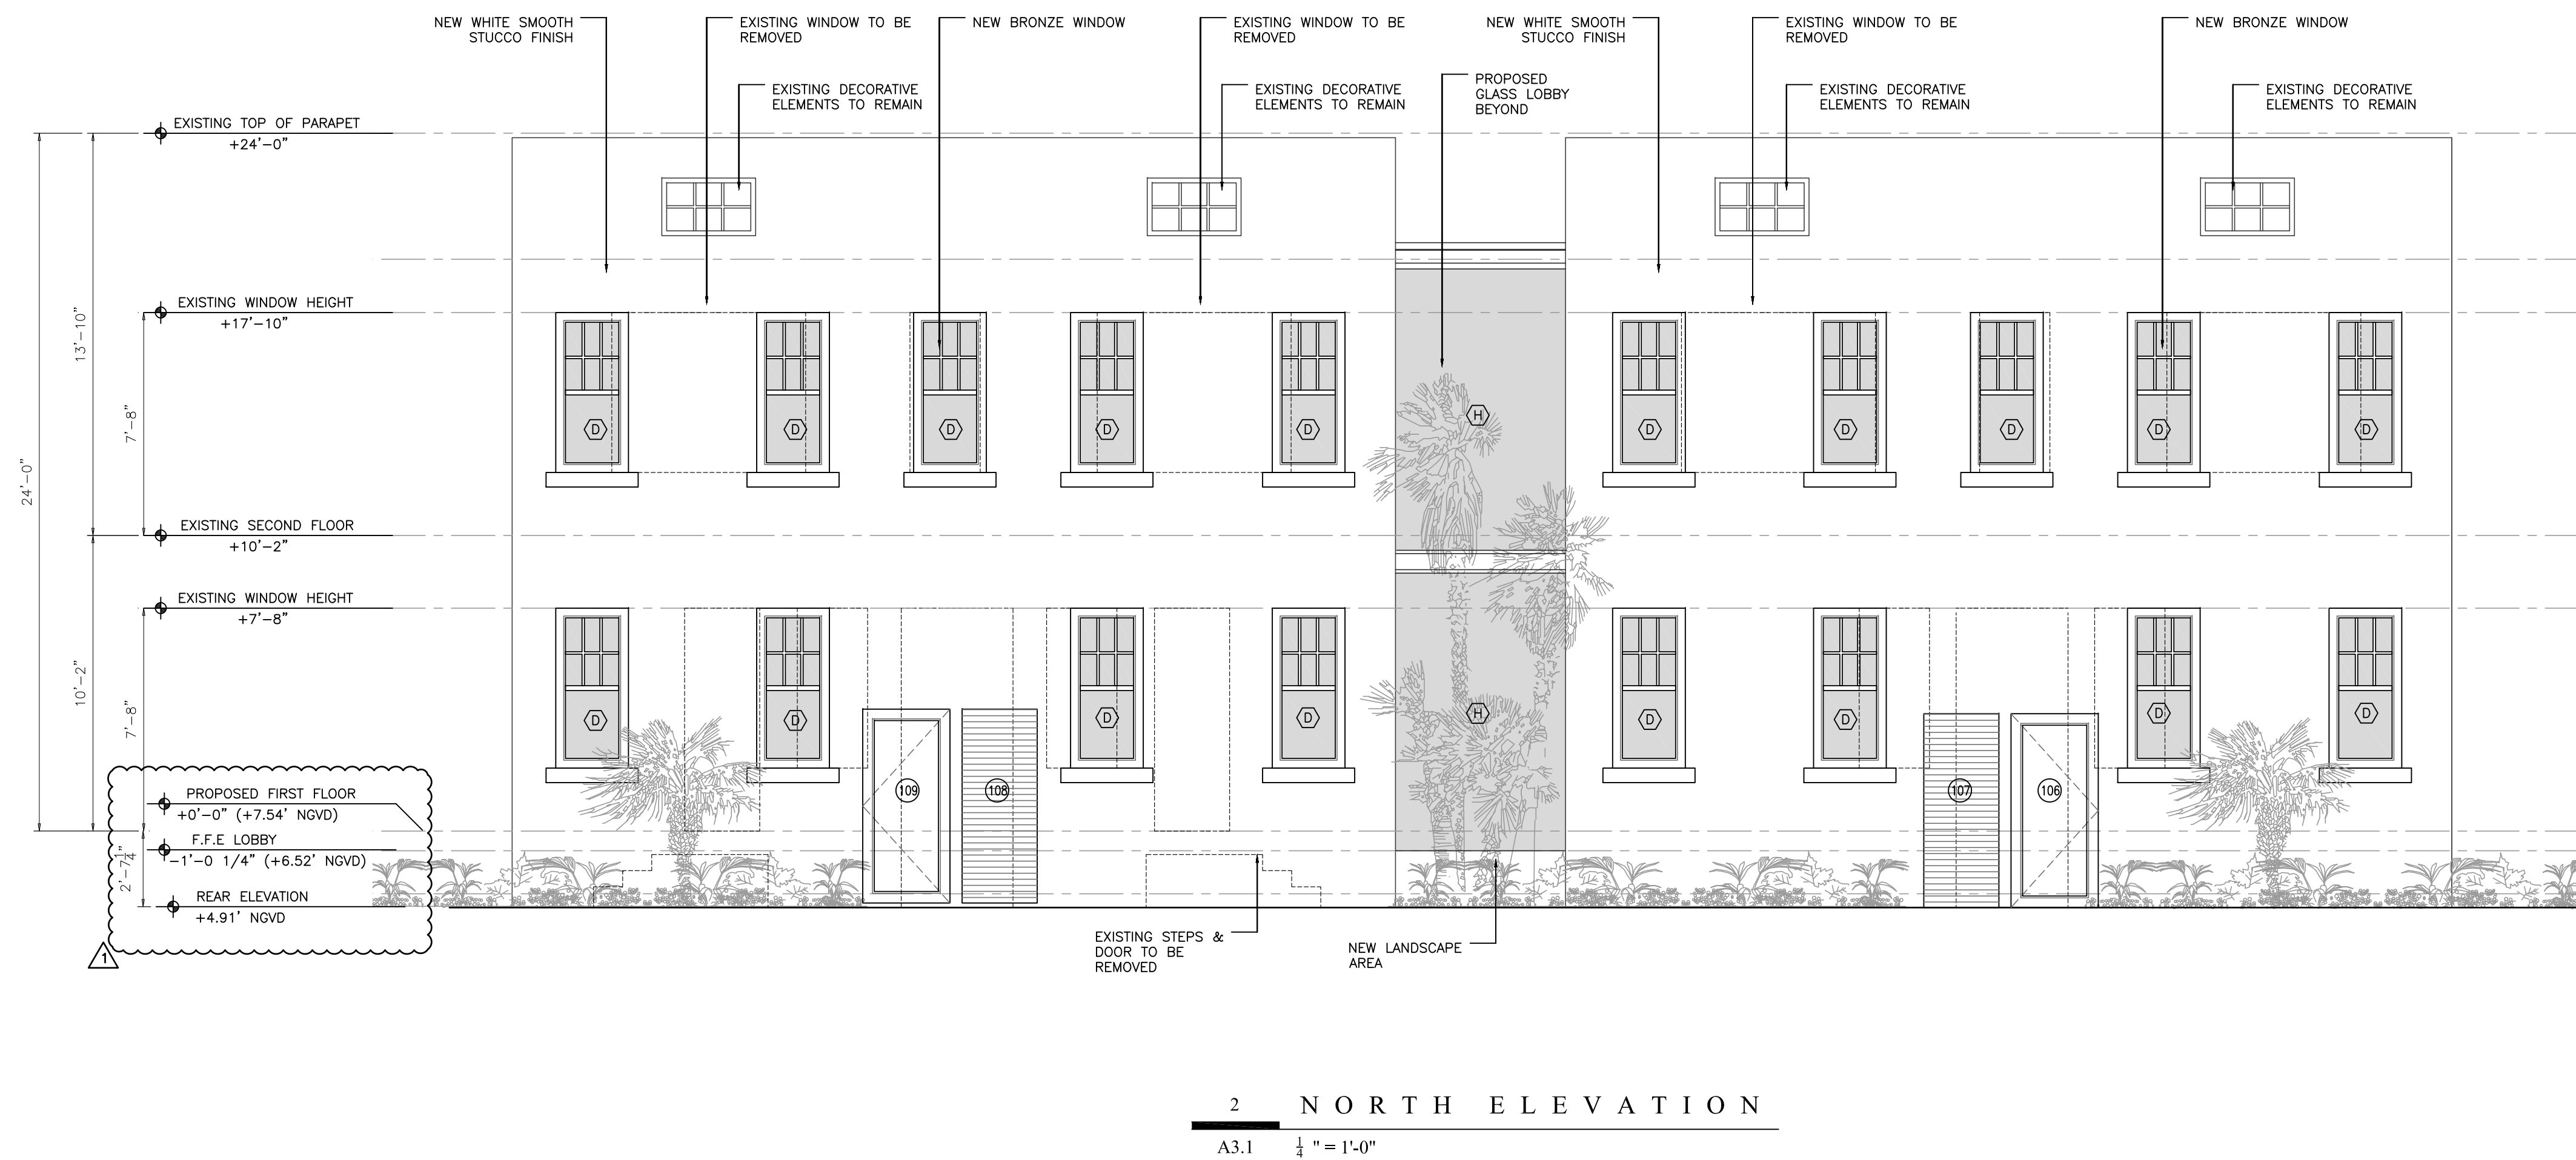 NEW WHITE SMOOTH
STUCCO FINISH
EXISTING WINDOW TO BE
REMOVED
NEW BRONZE WINDOW
EXISTING WINDOW TO BE
REMOVED
NEW WHITE SMOOTH
STUCCO FINISH
EXISTING WINDOW TO BE
REMOVED
NEW BRONZE WINDOW
EXISTING DECORATIVE
ELEMENTS TO REMAIN
EXISTING DECORATIVE
ELEMENTS TO REMAIN
PROPOSED
GLASS LOBBY
BEYOND
EXISTING DECORATIVE
ELEMENTS TO REMAIN
EXISTING DECORATIVE
ELEMENTS TO REMAIN
EXISTING TOP OF PARAPET
+24'-0"
EXISTING WINDOW HEIGHT
+17'-10"
13'-10"
7'-8"
24'-0"
D D D D D H D D D D D
EXISTING SECOND FLOOR
+10'-2"
EXISTING WINDOW HEIGHT
+7'-8"
10'-2"
7'-8"
D D D D H D D D D
109 108 107 106
PROPOSED FIRST FLOOR
+0'-0" (+7.54' NGVD)
F.F.E LOBBY
-1'-0 1/4" (+6.52' NGVD)
2'-7 1/4"
REAR ELEVATION
+4.91' NGVD
1
EXISTING STEPS &
DOOR TO BE
REMOVED
NEW LANDSCAPE
AREA
2 NORTH ELEVATION
A3.1 1/4 " = 1'-0"